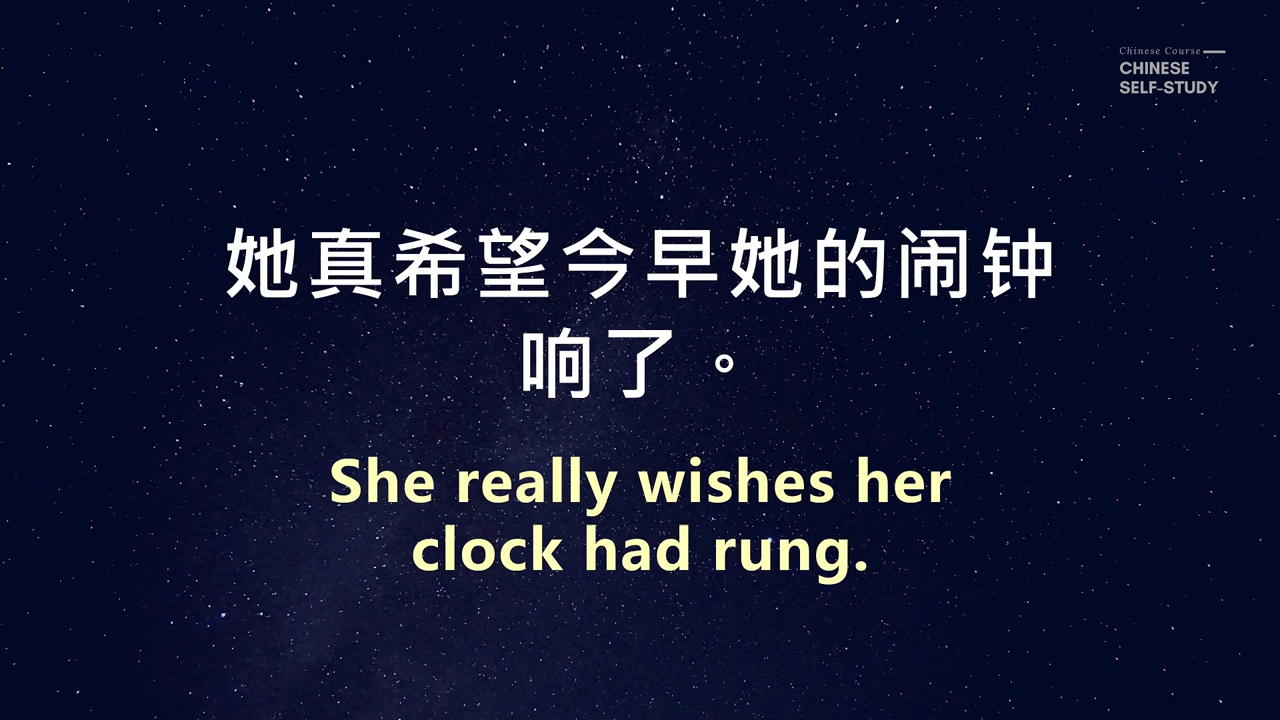 Chinese Course
CHINESE
SELF-STUDY
她真希望今早她的闹钟
响了。
She really wishes her
clock had rung.